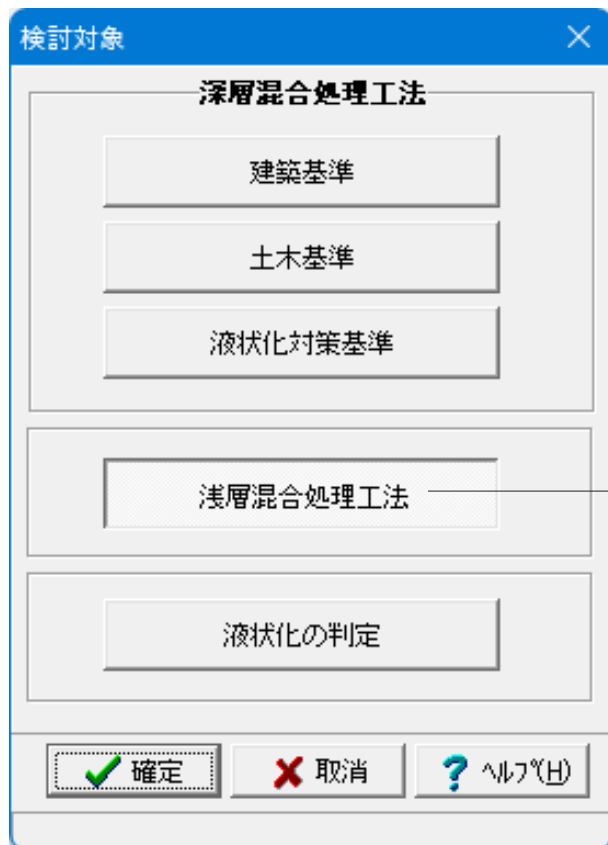 検討対象
深層混合処理工法
建築基準
土木基準
液状化対策基準
浅層混合処理工法
液状化の判定
確定
取消
ﾍﾙﾌﾟ(H)